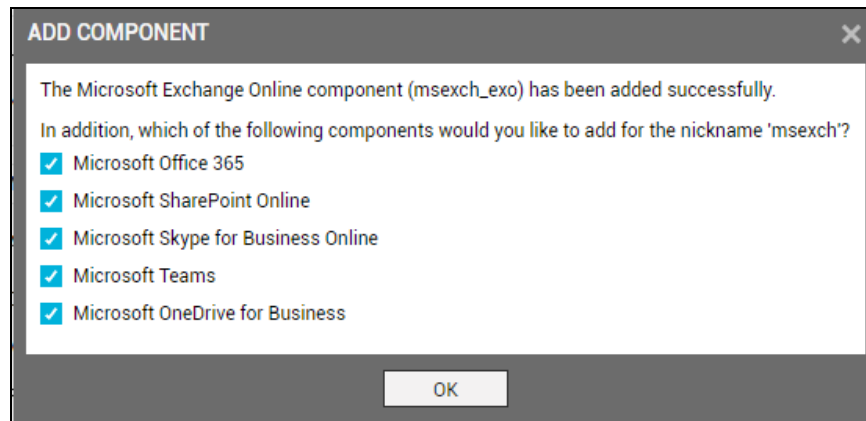 ADD COMPONENT
The Microsoft Exchange Online component (msexch_exo) has been added successfully.
In addition, which of the following components would you like to add for the nickname 'msexch'?
Microsoft Office 365
Microsoft SharePoint Online
Microsoft Skype for Business Online
Microsoft Teams
Microsoft OneDrive for Business
OK